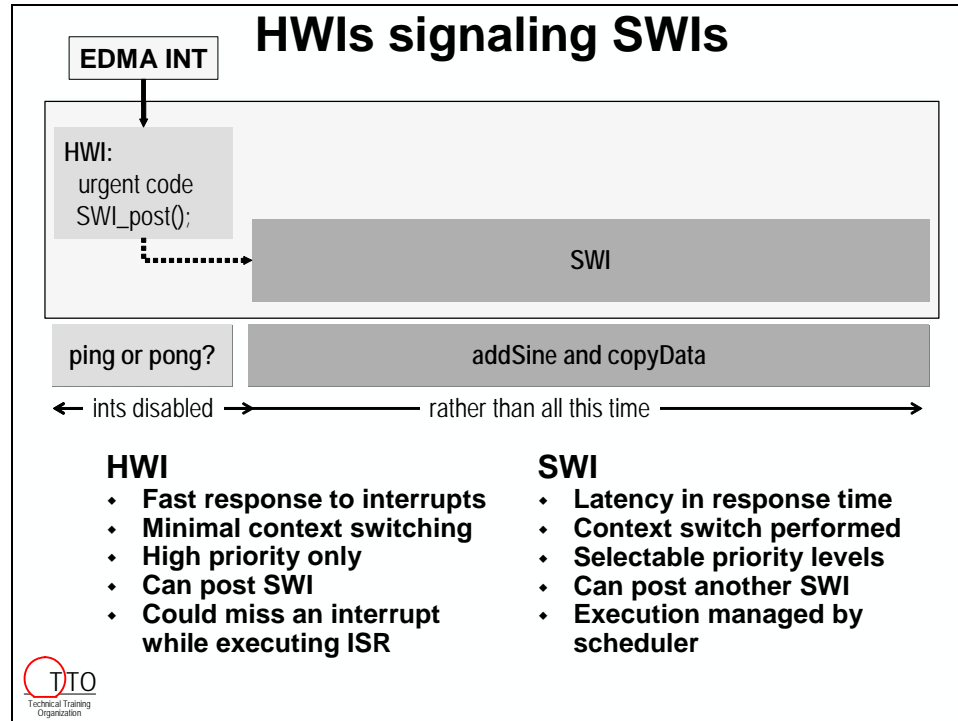 HWIs signaling SWIs
EDMA INT
HWI:
urgent code
SWI_post();
SWI
ping or pong?
addSine and copyData
ints disabled
rather than all this time
HWI
Fast response to interrupts
Minimal context switching
High priority only
Can post SWI
Could miss an interrupt
while executing ISR
SWI
Latency in response time
Context switch performed
Selectable priority levels
Can post another SWI
Execution managed by
scheduler
TTO
Technical Training
Organization